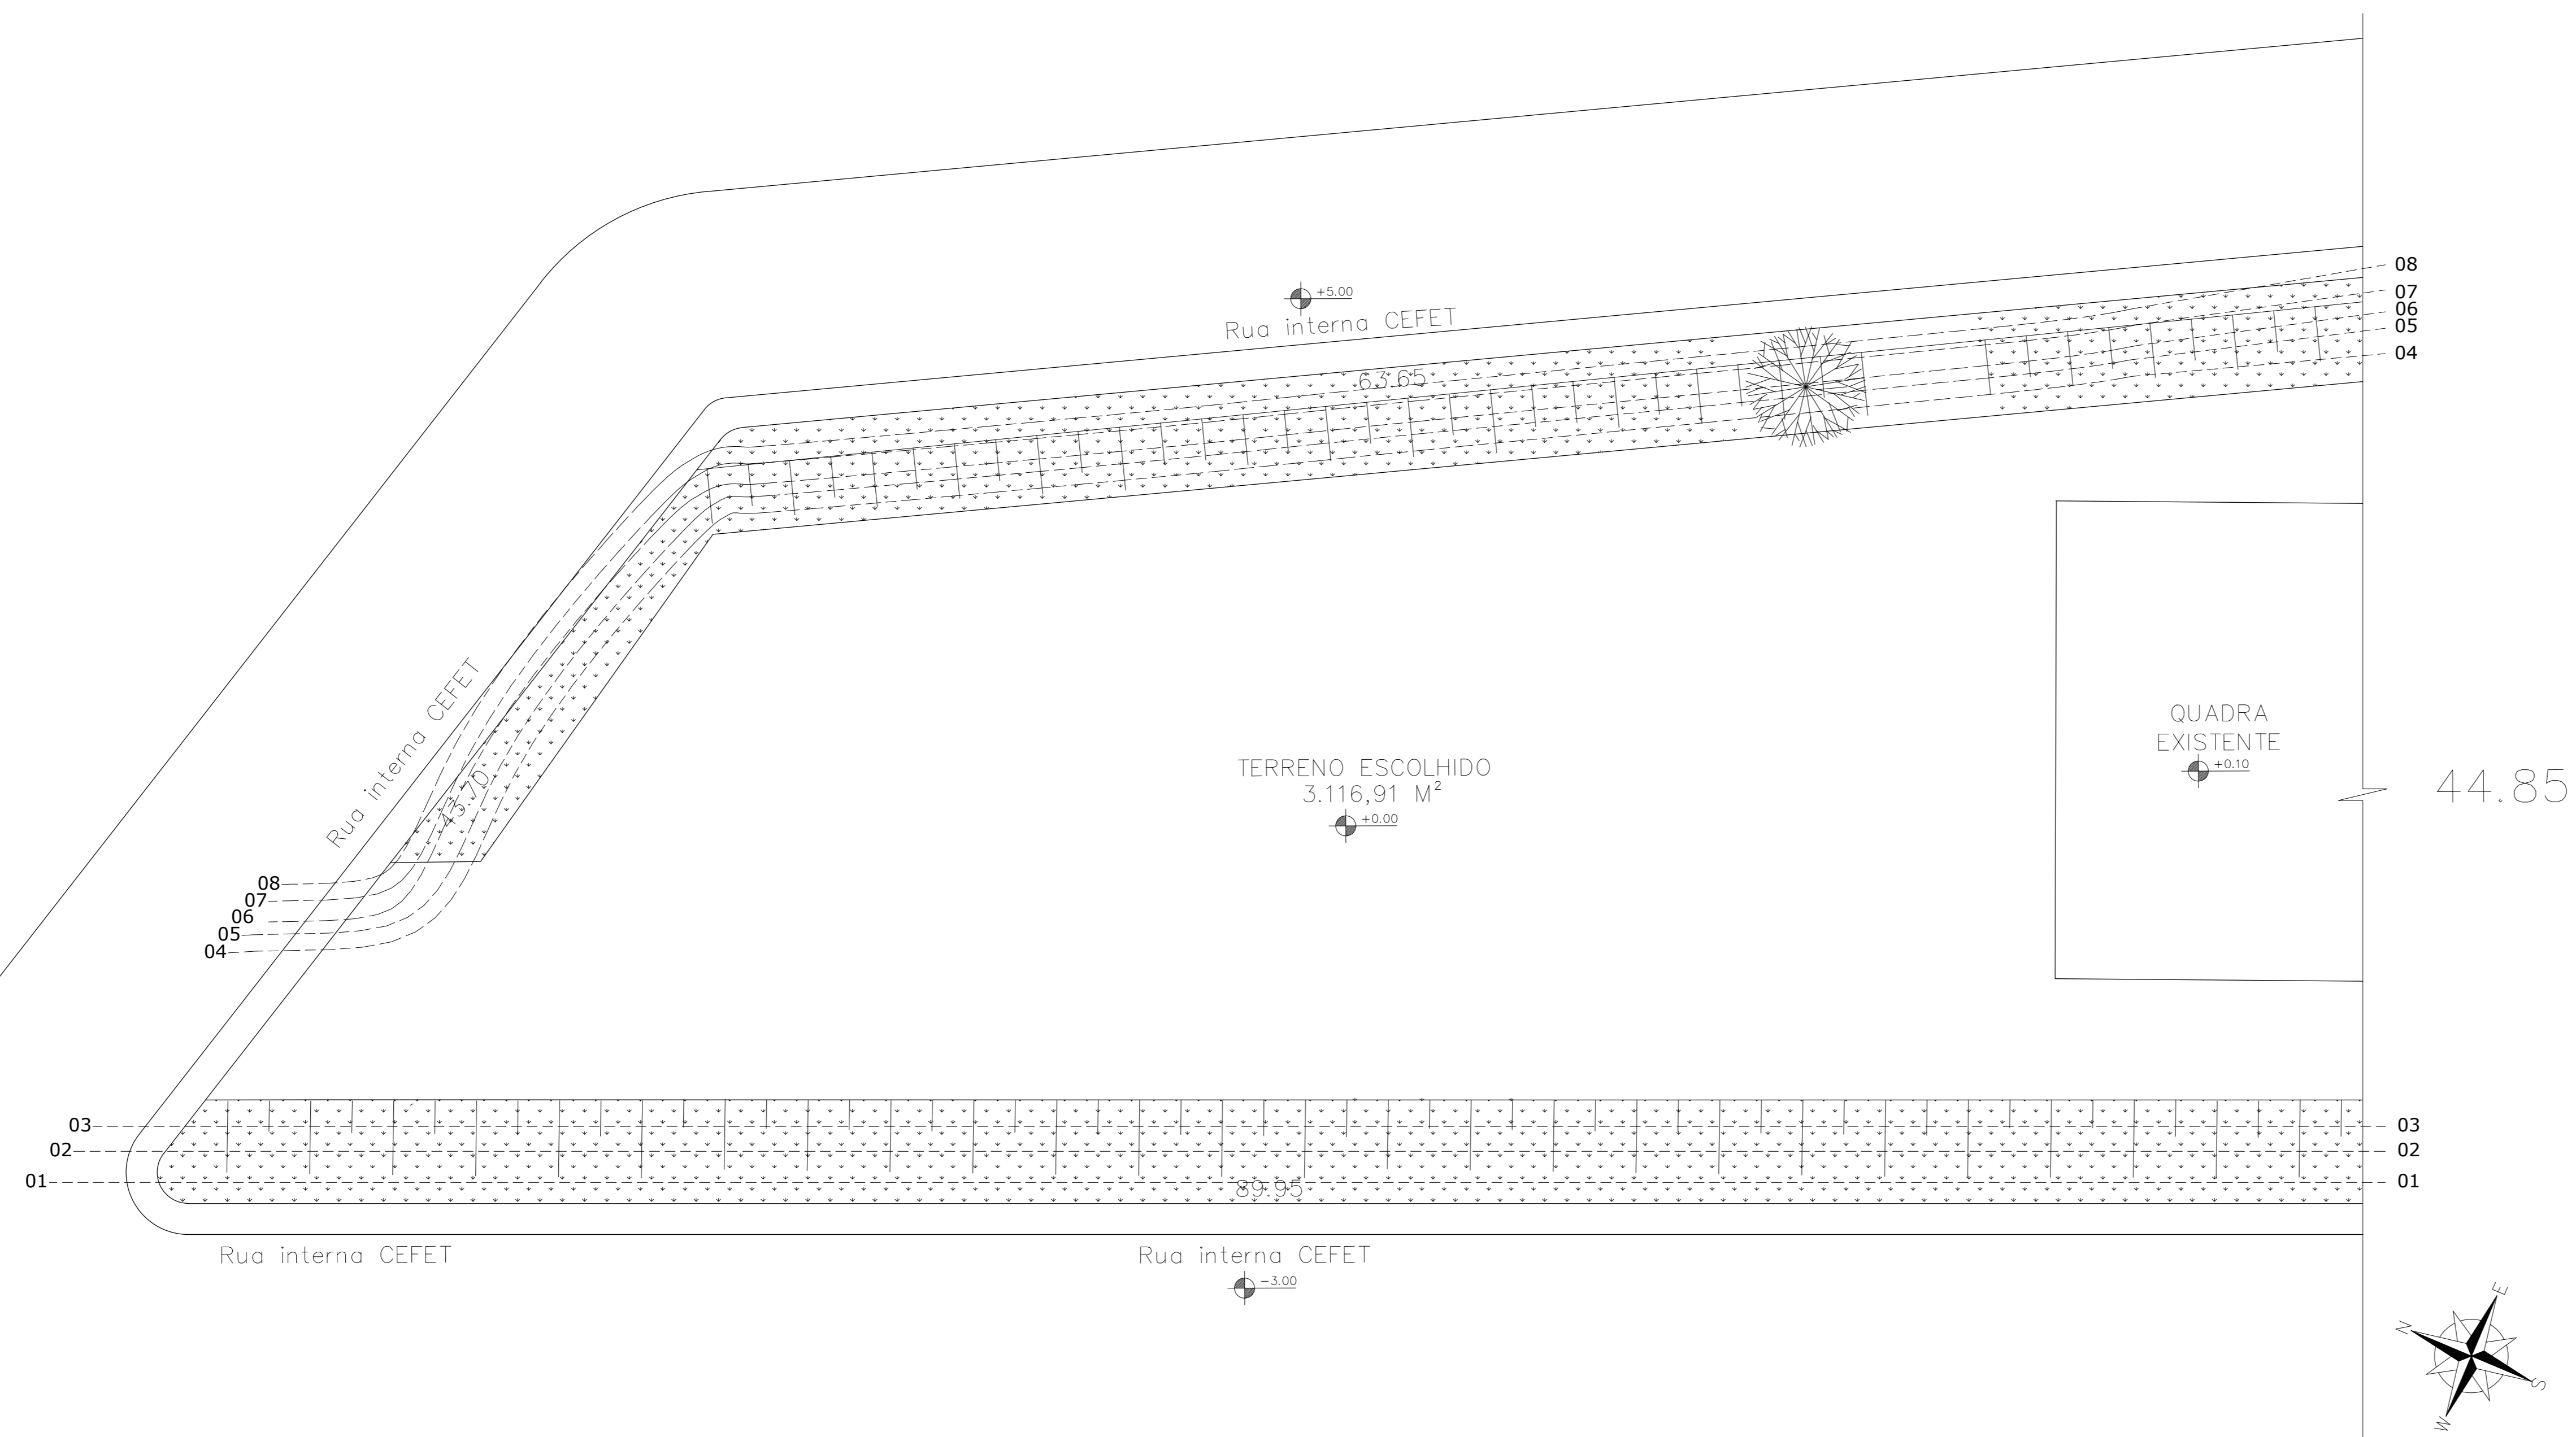 +5.00
Rua interna CEFET
08
07
06
05
04
63.65
Rua interna CEFET
43.70
QUADRA
EXISTENTE
+0.10
TERRENO ESCOLHIDO
3.116,91 M²
+0.00
44.85
08
07
06
05
04
03
02
01
03
02
01
89.95
Rua interna CEFET
Rua interna CEFET
-3.00
E
N
S
W